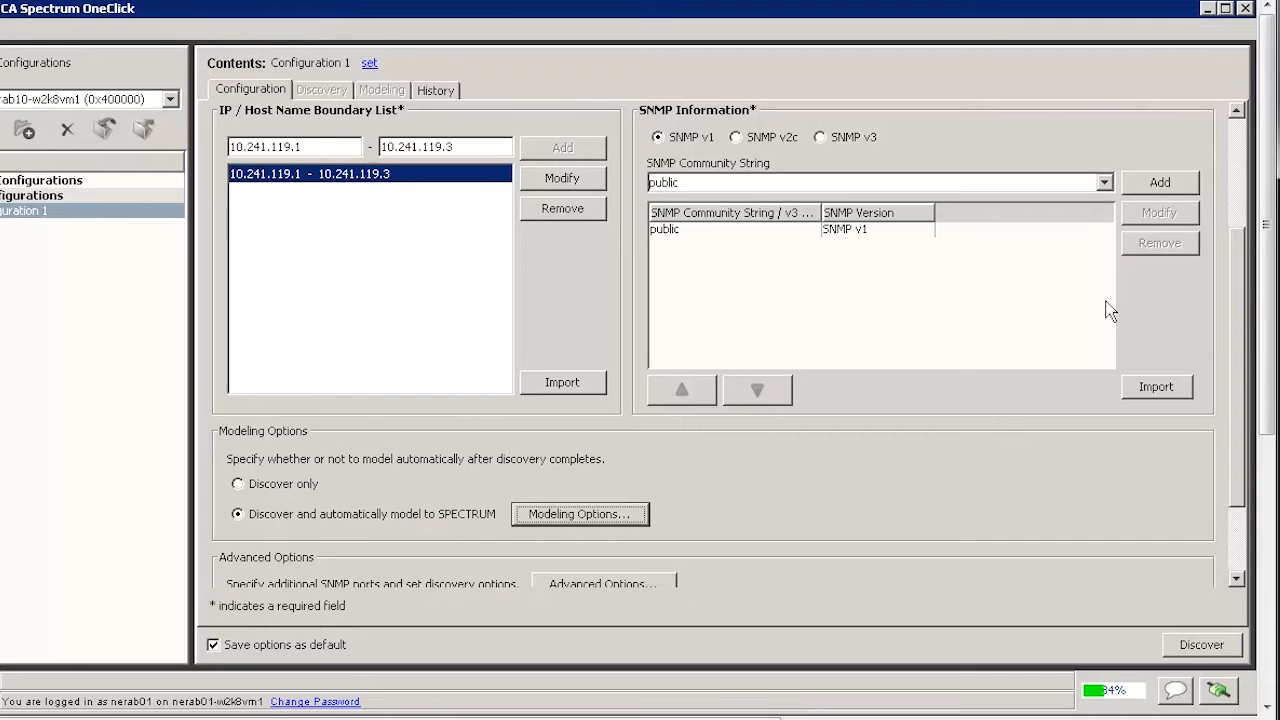 CA Spectrum OneClick
Configurations
Contents: Configuration 1 set
rab10-w2k8vm1 (0x400000)
Configuration Discovery Modeling History
Configurations
figurations
guration 1
IP / Host Name Boundary List*
10.241.119.1 - 10.241.119.3 Add
10.241.119.1 - 10.241.119.3
Modify
Remove
Import
SNMP Information*
SNMP v1 SNMP v2c SNMP v3
SNMP Community String
public Add
SNMP Community String / v3 ... SNMP Version Modify
public SNMP v1
Remove
Import
Modeling Options
Specify whether or not to model automatically after discovery completes.
Discover only
Discover and automatically model to SPECTRUM Modeling Options...
Advanced Options
Specify additional SNMP ports and set discovery options. Advanced Options...
* indicates a required field
Save options as default Discover
84%
You are logged in as nerab01 on nerab01-w2k8vm1 Change Password